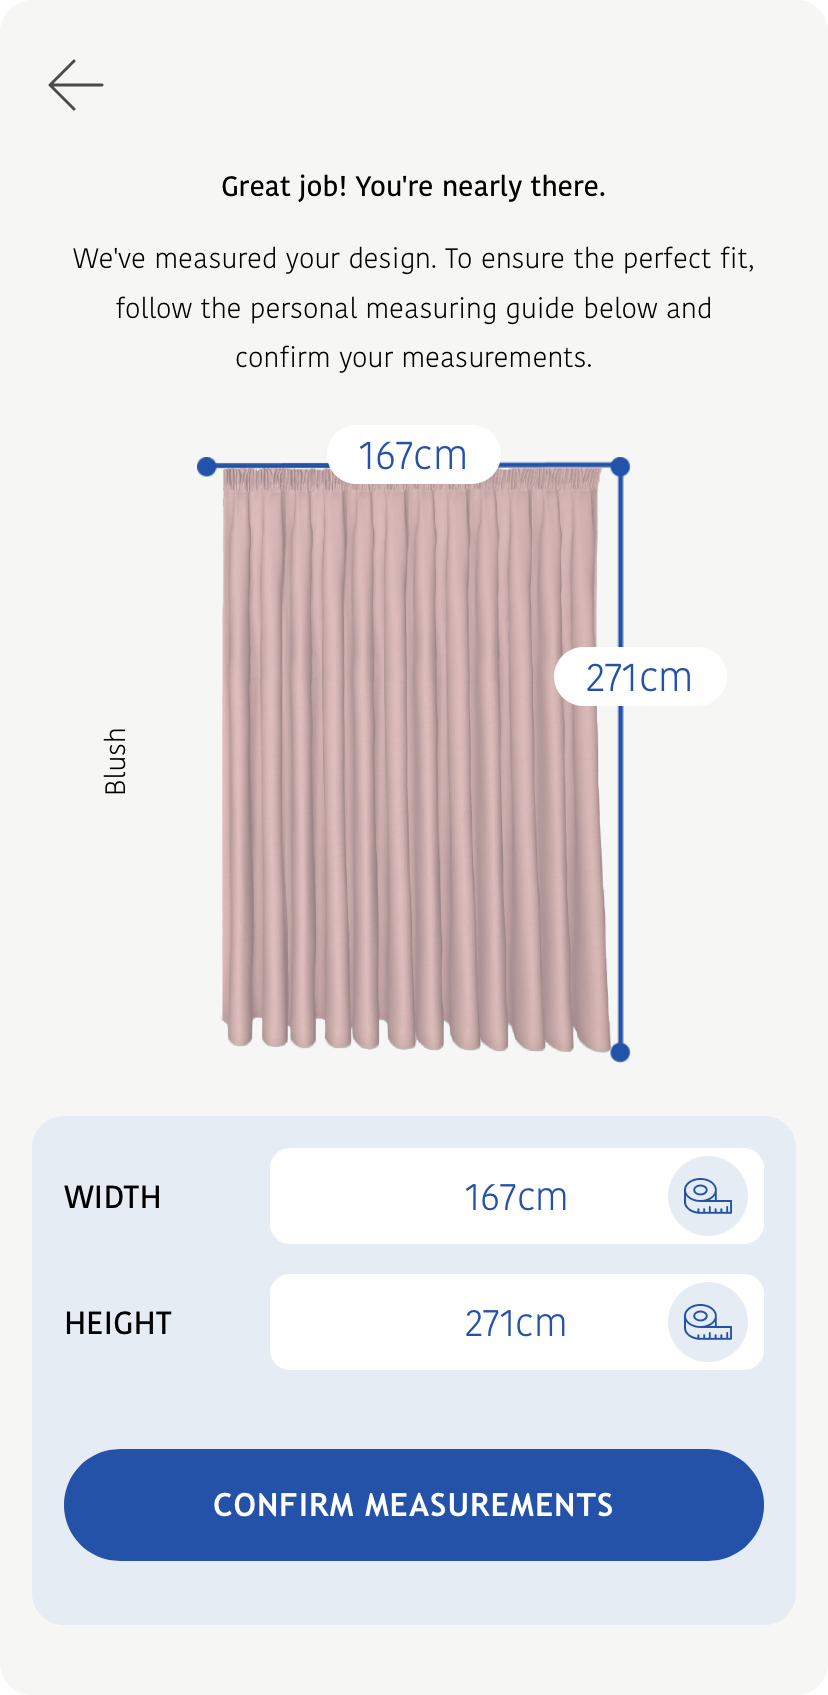 Great job! You're nearly there.
We've measured your design. To ensure the perfect fit,
follow the personal measuring guide below and
confirm your measurements.
167cm
271cm
Blush
WIDTH
167cm
HEIGHT
271cm
CONFIRM MEASUREMENTS